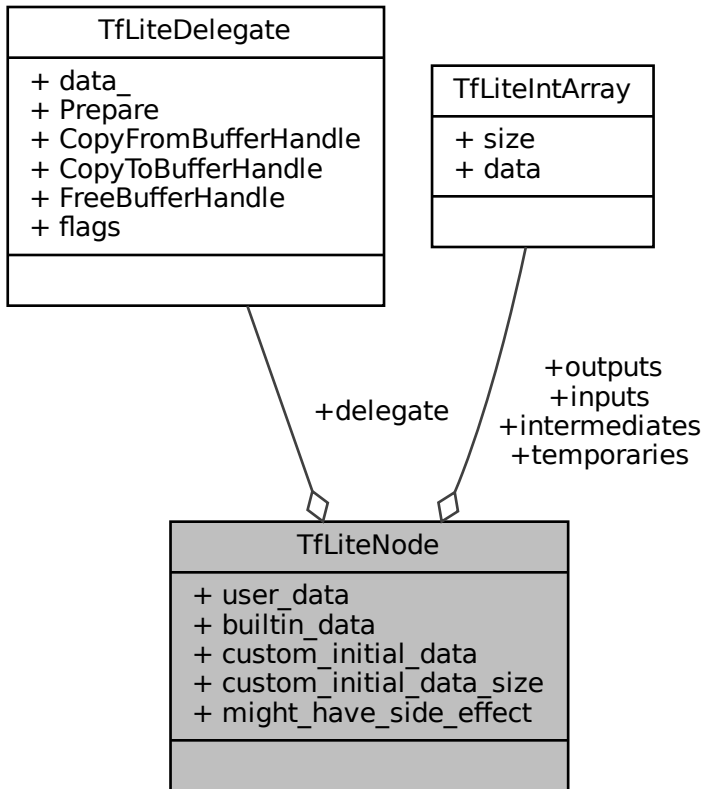 TfLiteDelegate
+ data_
+ Prepare
+ CopyFromBufferHandle
+ CopyToBufferHandle
+ FreeBufferHandle
+ flags
TfLiteIntArray
+ size
+ data
+delegate
+outputs
+inputs
+intermediates
+temporaries
TfLiteNode
+ user_data
+ builtin_data
+ custom_initial_data
+ custom_initial_data_size
+ might_have_side_effect